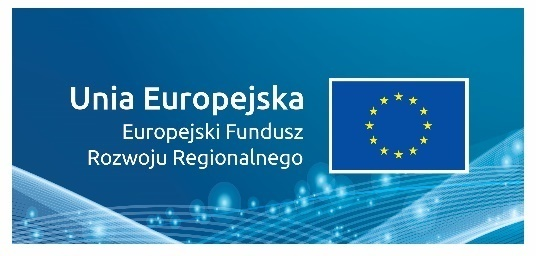 Unia Europejska
Europejski Fundusz
Rozwoju Regionalnego